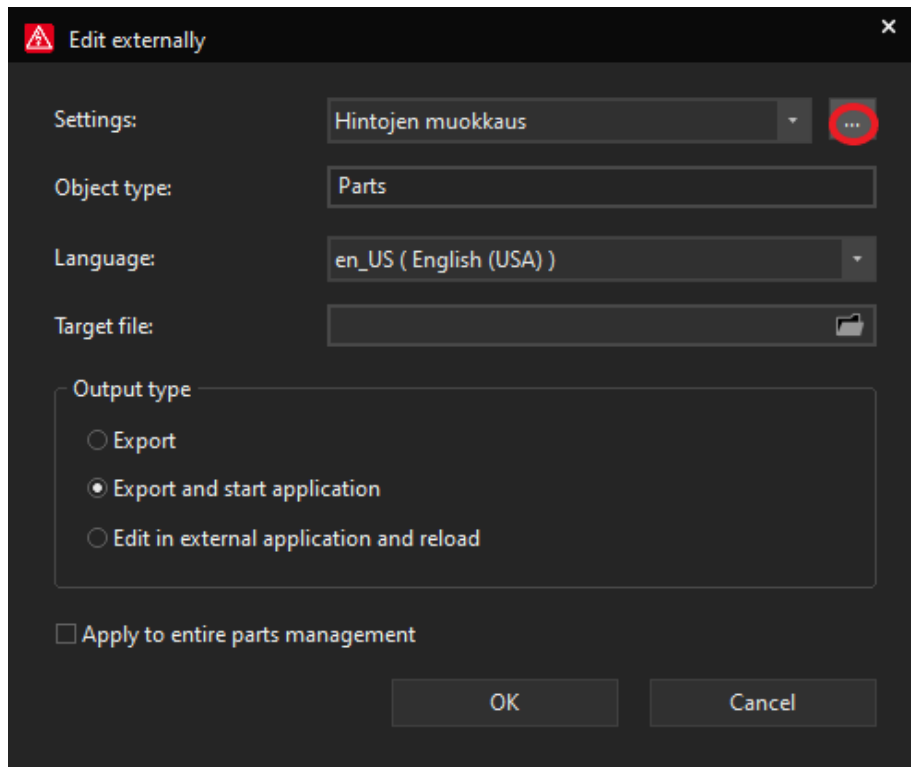 Edit externally
Settings: Hintojen muokkaus ...
Object type: Parts
Language: en_US ( English (USA) )
Target file:
Output type
Export
Export and start application
Edit in external application and reload
Apply to entire parts management
OK Cancel